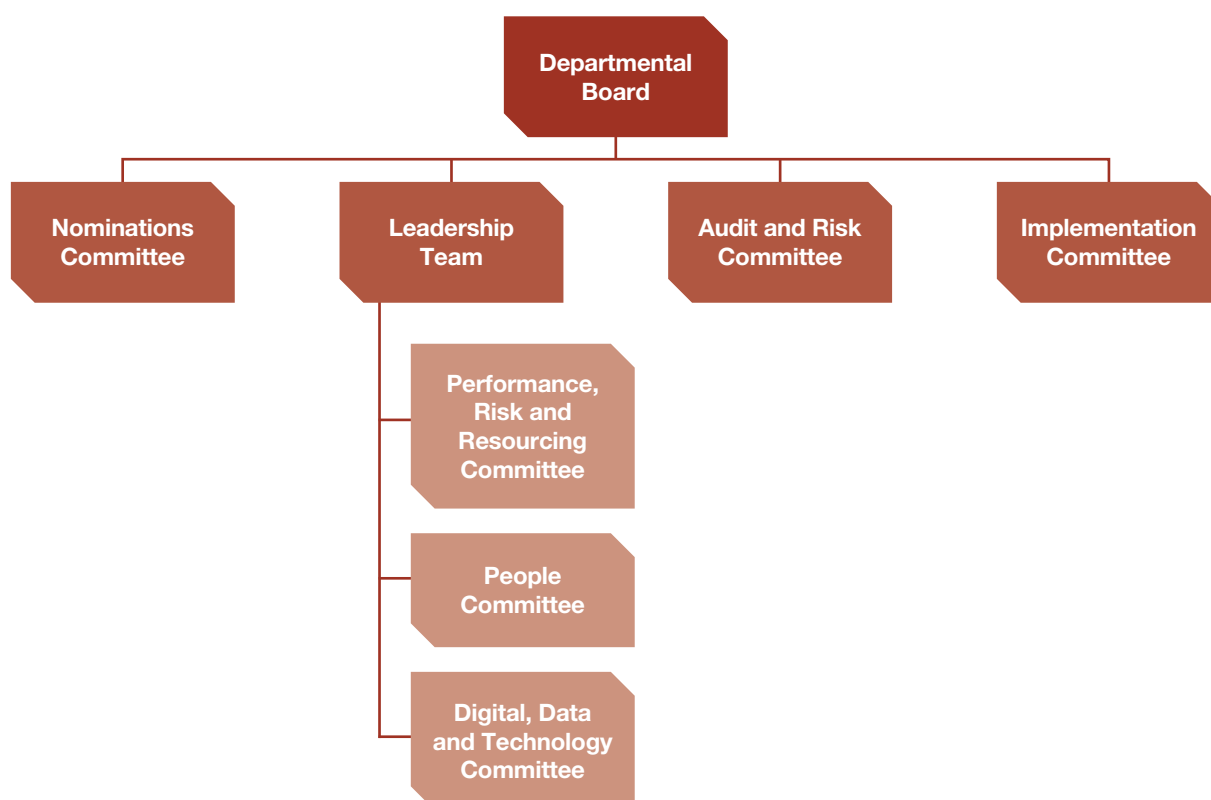 Departmental
Board
Nominations
Committee
Leadership
Team
Audit and Risk
Committee
Implementation
Committee
Performance,
Risk and
Resourcing
Committee
People
Committee
Digital, Data
and Technology
Committee